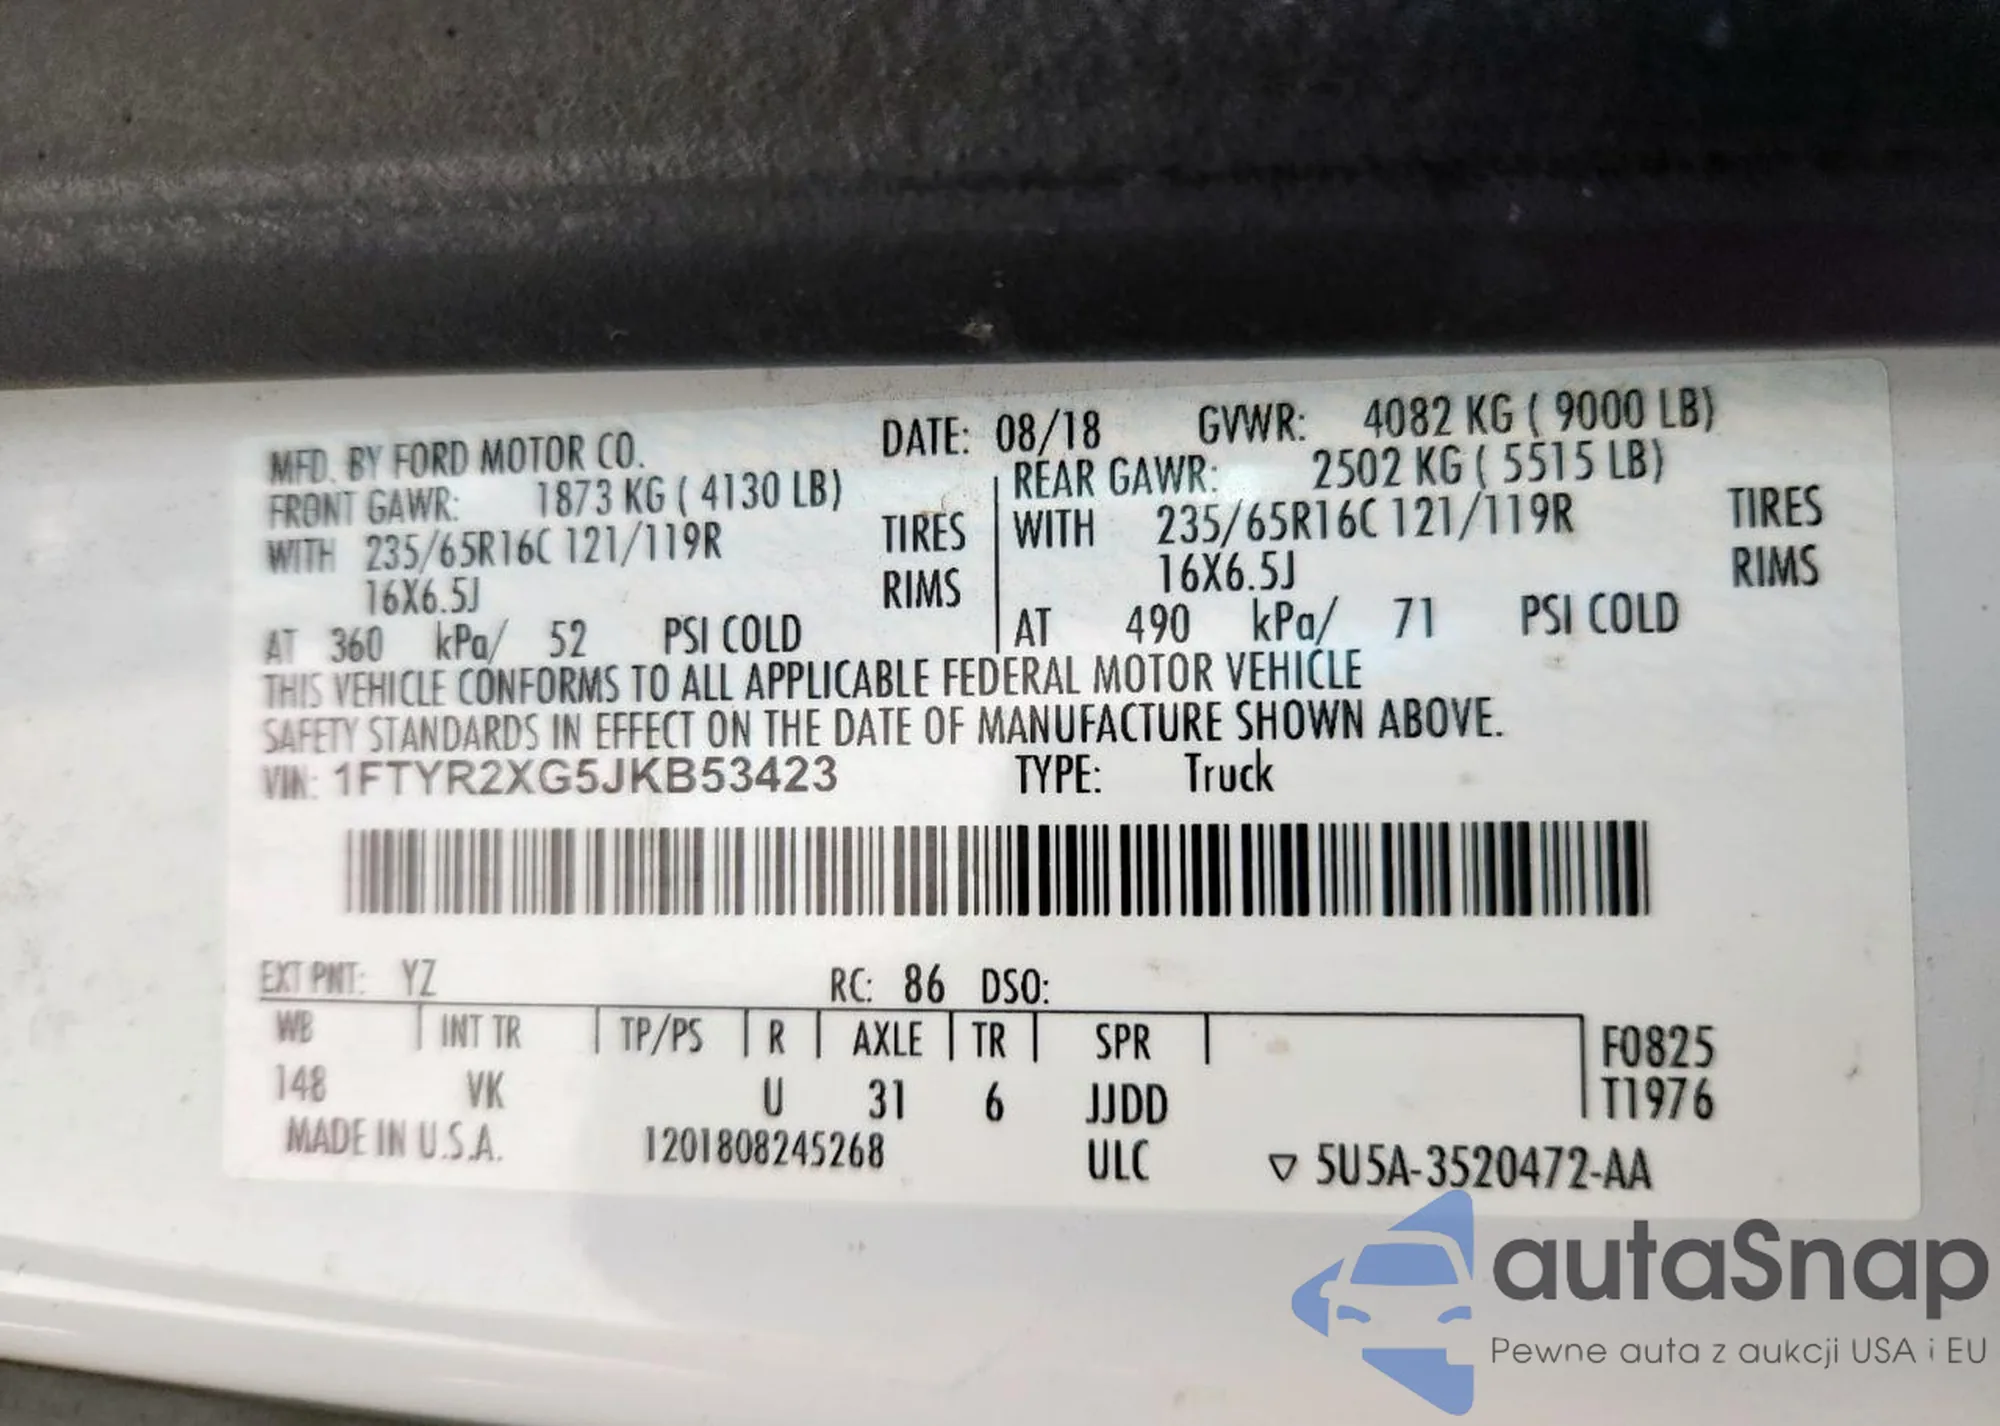 MFD. BY FORD MOTOR CO. DATE: 08/18 GVWR: 4082 KG ( 9000 LB)
FRONT GAWR: 1873 KG ( 4130 LB) REAR GAWR: 2502 KG ( 5515 LB)
WITH 235/65R16C 121/119R TIRES WITH 235/65R16C 121/119R TIRES
16X6.5J RIMS 16X6.5J RIMS
AT 360 kPa/ 52 PSI COLD AT 490 kPa/ 71 PSI COLD
THIS VEHICLE CONFORMS TO ALL APPLICABLE FEDERAL MOTOR VEHICLE
SAFETY STANDARDS IN EFFECT ON THE DATE OF MANUFACTURE SHOWN ABOVE.
VIN: 1FTYR2XG5JKB53423 TYPE: Truck
EXT PNT: YZ RC: 86 DSO:
WB INT TR TP/PS R AXLE TR SPR F0825
148 VK U 31 6 JJDD T1976
MADE IN U.S.A. 1201808245268 ULC ▽ 5U5A-3520472-AA
autaSnap
Pewne auta z aukcji USA i EU